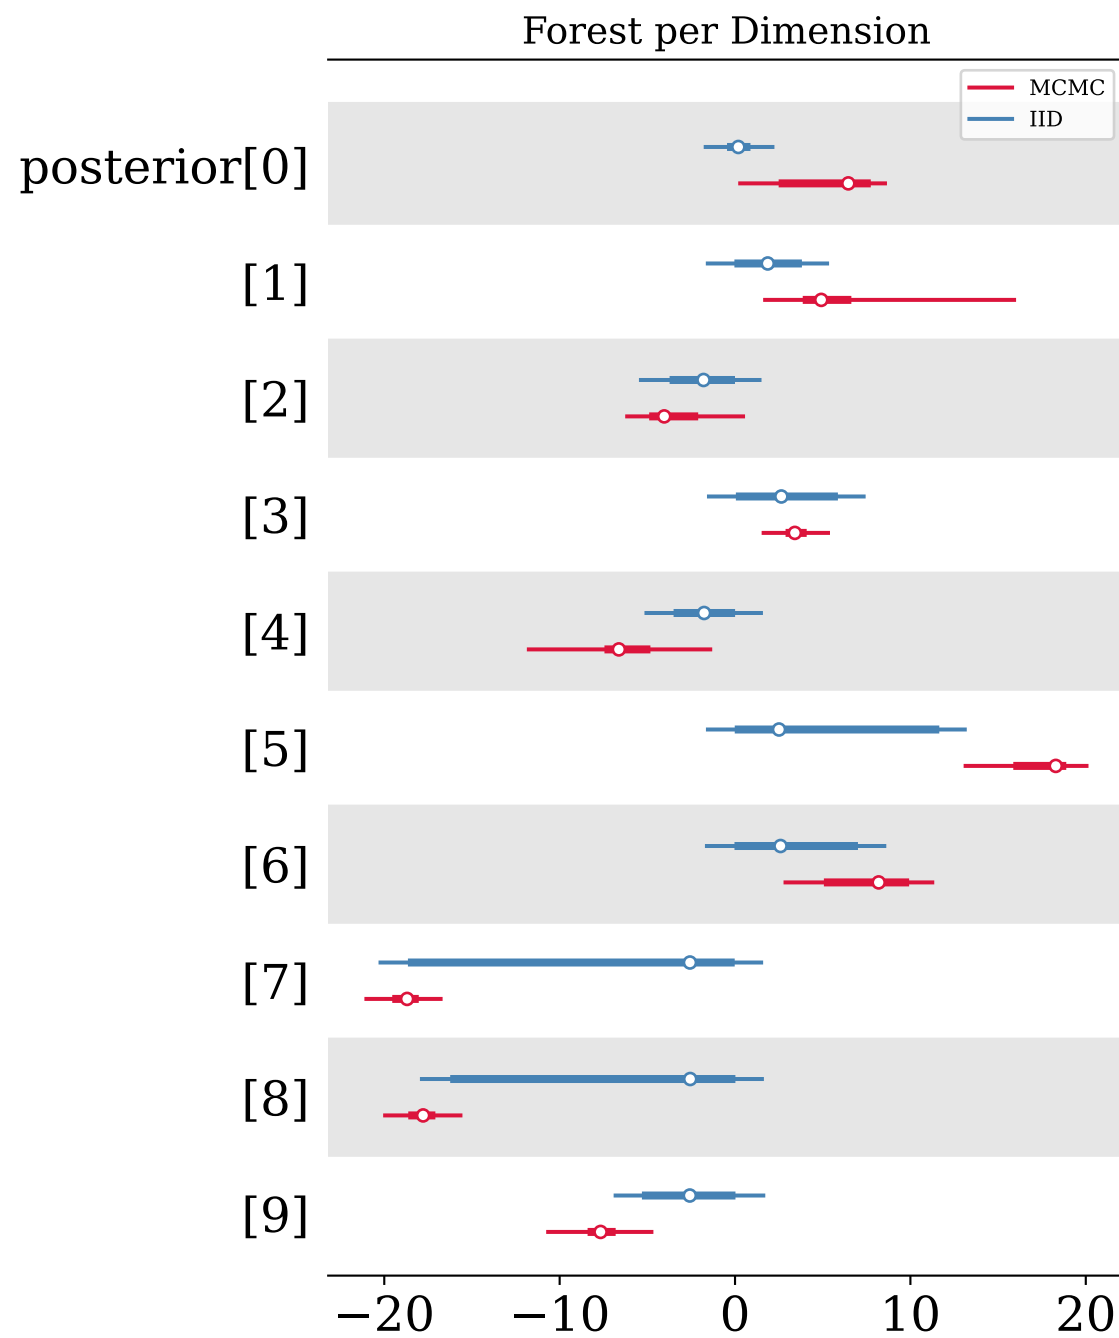 Forest per Dimension
MCMC
IID
posterior[0]
[1]
[2]
[3]
[4]
[5]
[6]
[7]
[8]
[9]
−20 −10 0 10 20